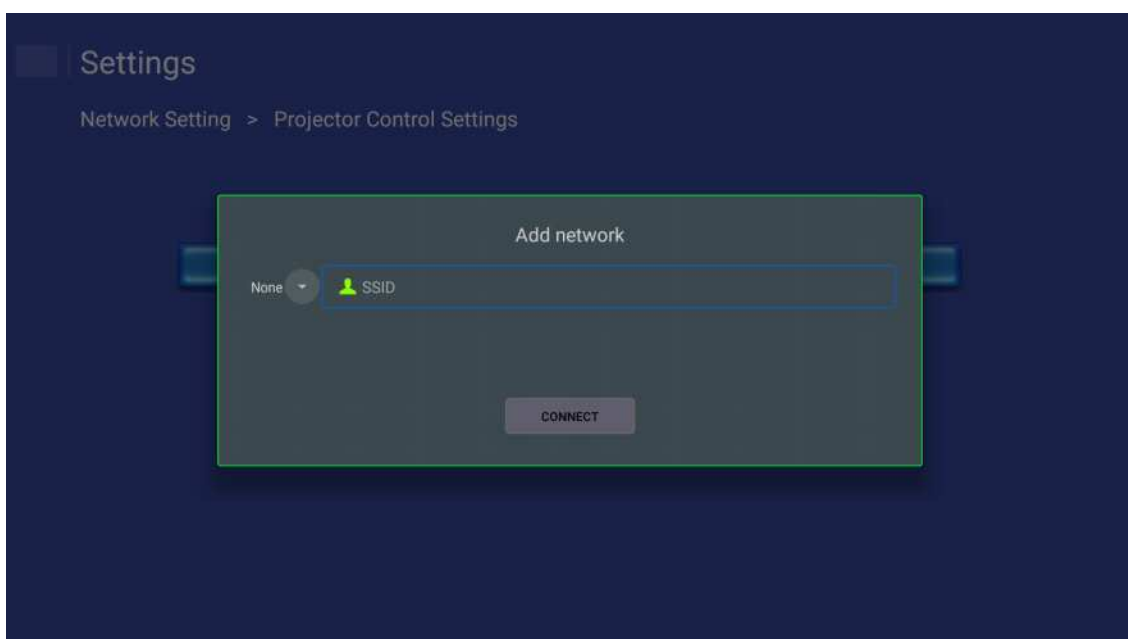 Settings
Network Setting > Projector Control Settings
Add network
None
SSID
CONNECT